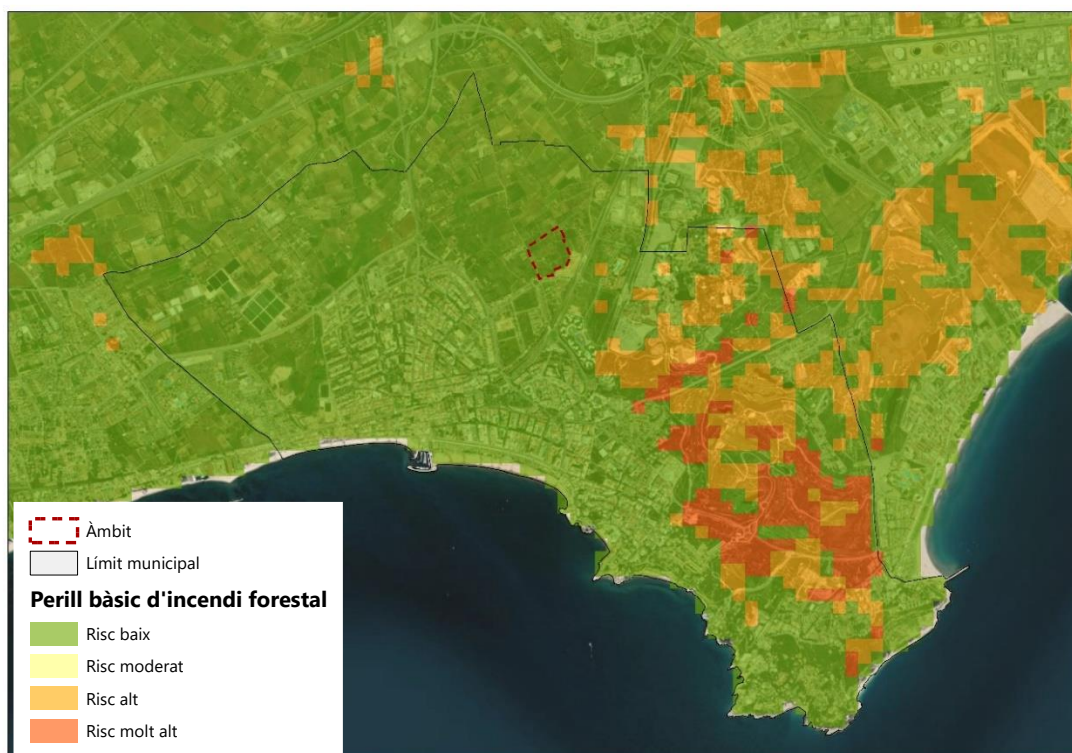 Àmbit
Límit municipal
Perill bàsic d'incendi forestal
Risc baix
Risc moderat
Risc alt
Risc molt alt